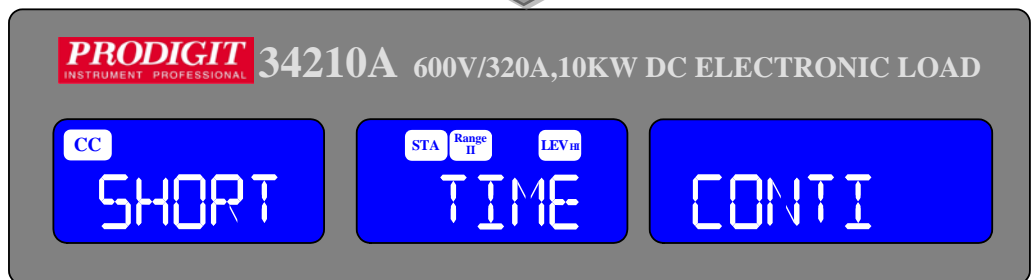 PRODIGIT
INSTRUMENT PROFESSIONAL
34210A 600V/320A,10KW DC ELECTRONIC LOAD
CC
STA Range II LEV HI
SHORT TIME CONTI